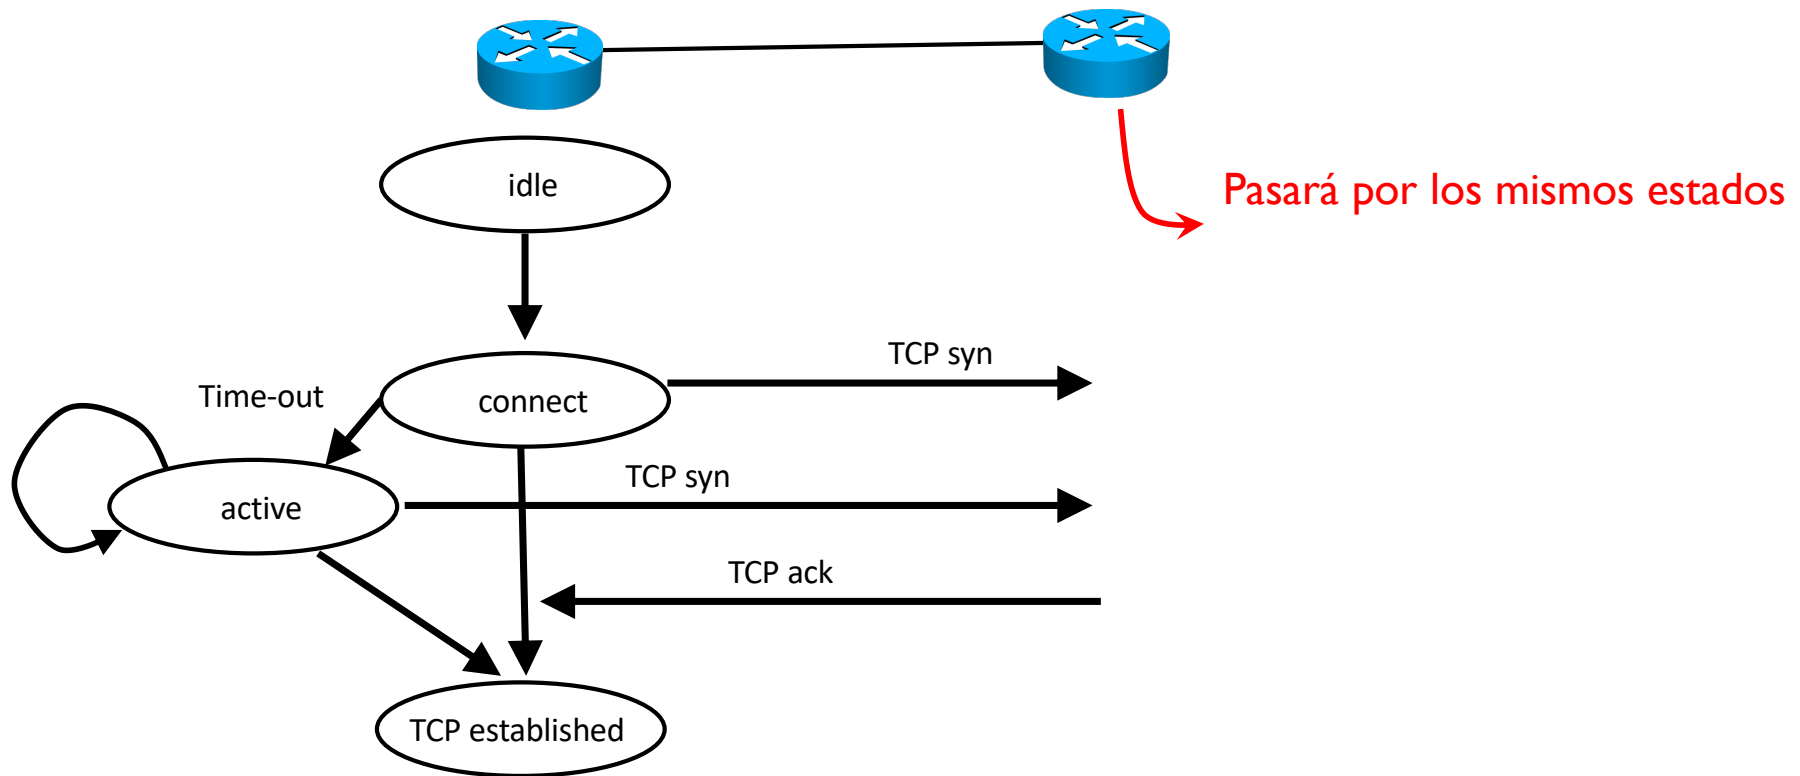 idle
Pasará por los mismos estados
TCP syn
Time-out
connect
TCP syn
active
TCP ack
TCP established